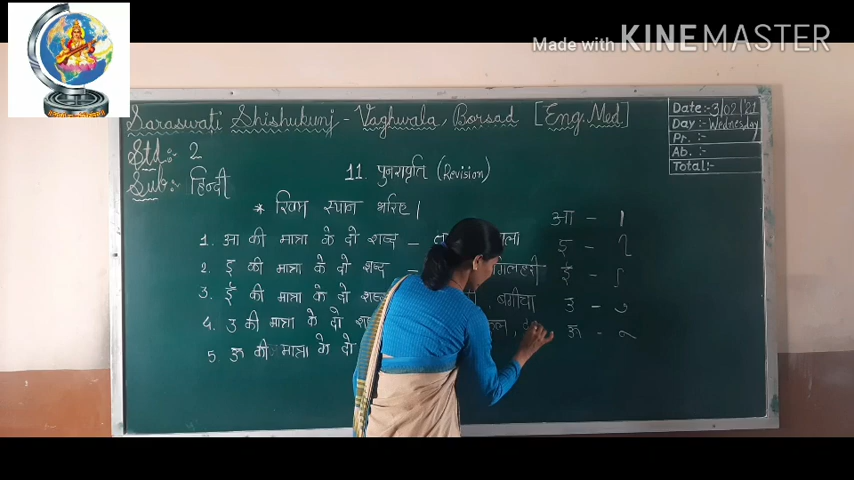 Made with KINEMASTER
Saraswati Shishukunj - Vaghwala, Borsad [Eng. Med]
Date:- 3/02/21
Day:- Wednesday
Pr.:-
Ab.:-
Total:-
Std:- 2
Sub:- हिन्दी
11. पुनरावृति (Revision)
* रिक्त स्थान भरिए।
1. आ की मात्रा के दो शब्द –
2. इ की मात्रा के दो शब्द –
3. ई की मात्रा के दो शब्द , बगीचा
4. उ की मात्रा के दो
5. ऊ की मात्रा के दो
आ – ा
इ – ि
ई – ी
उ – ु
ऊ – ू